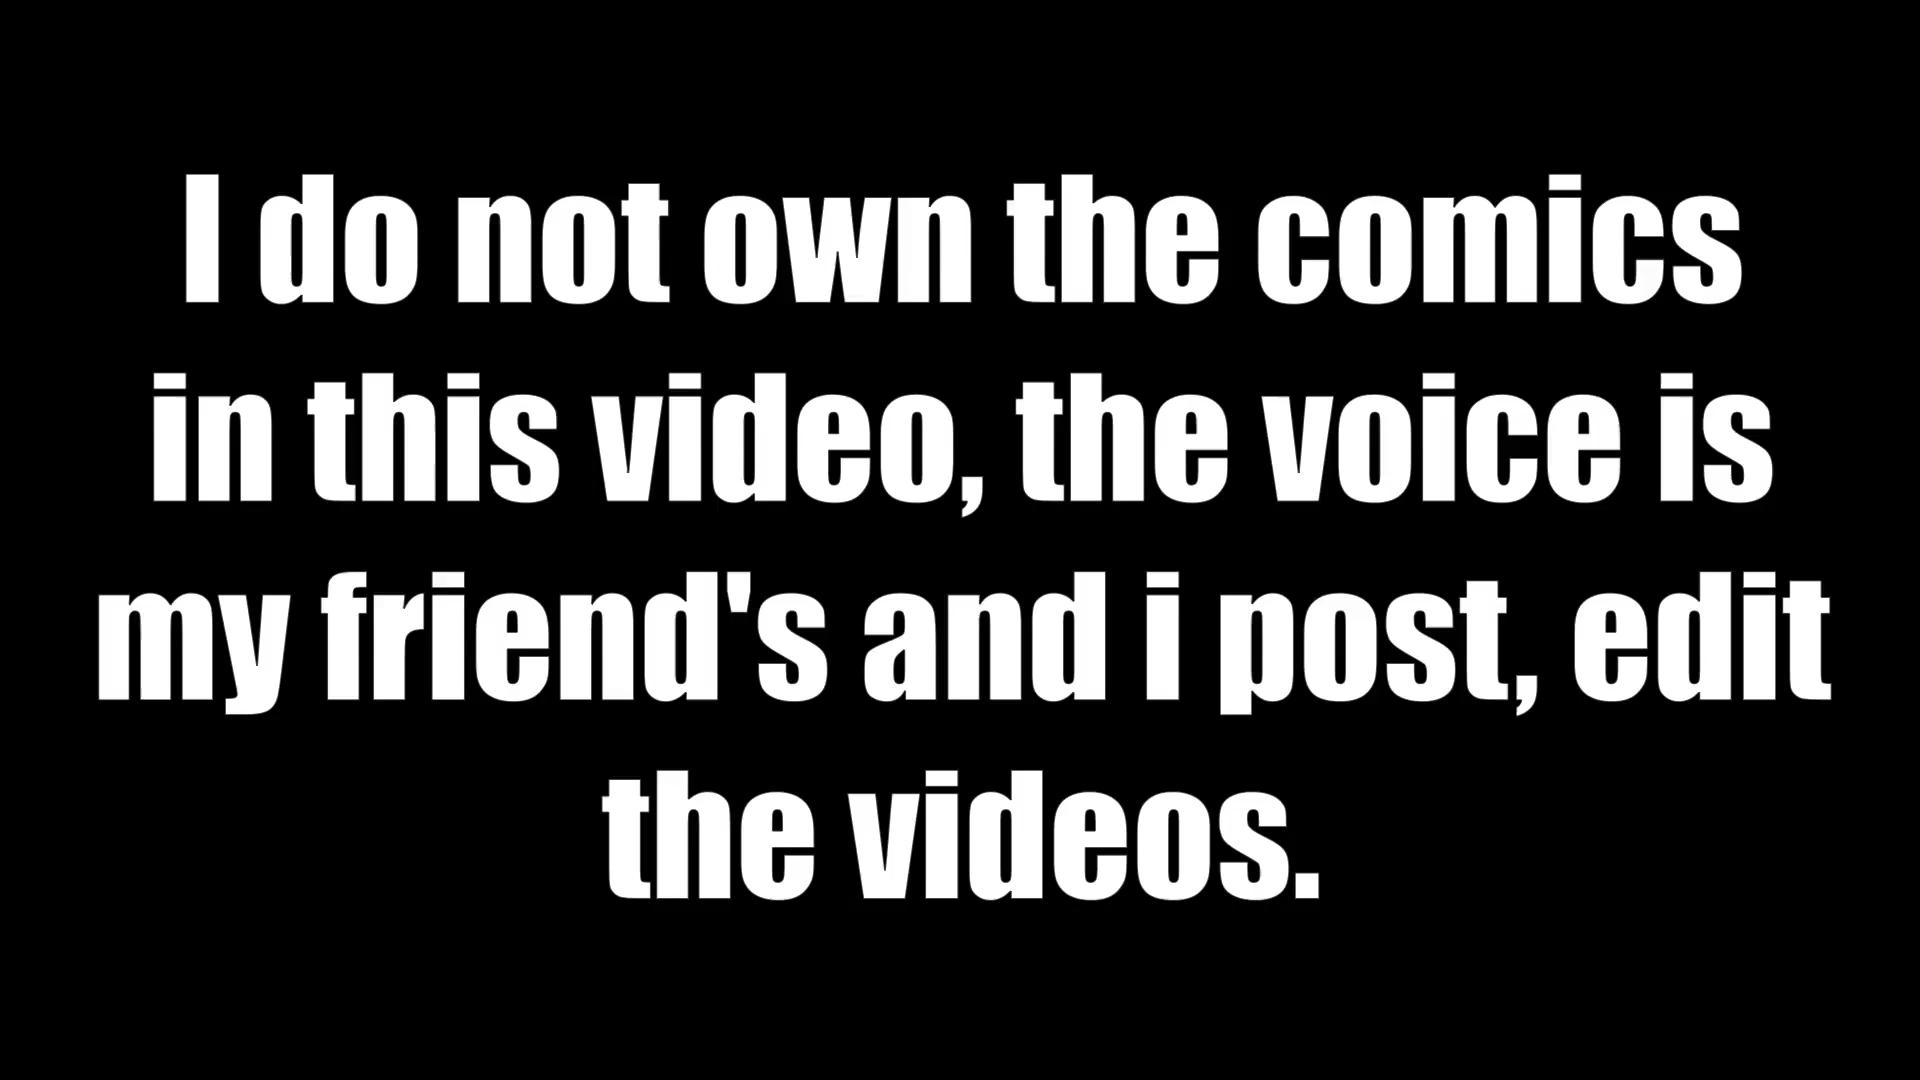 I do not own the comics
in this video, the voice is
my friend's and i post, edit
the videos.